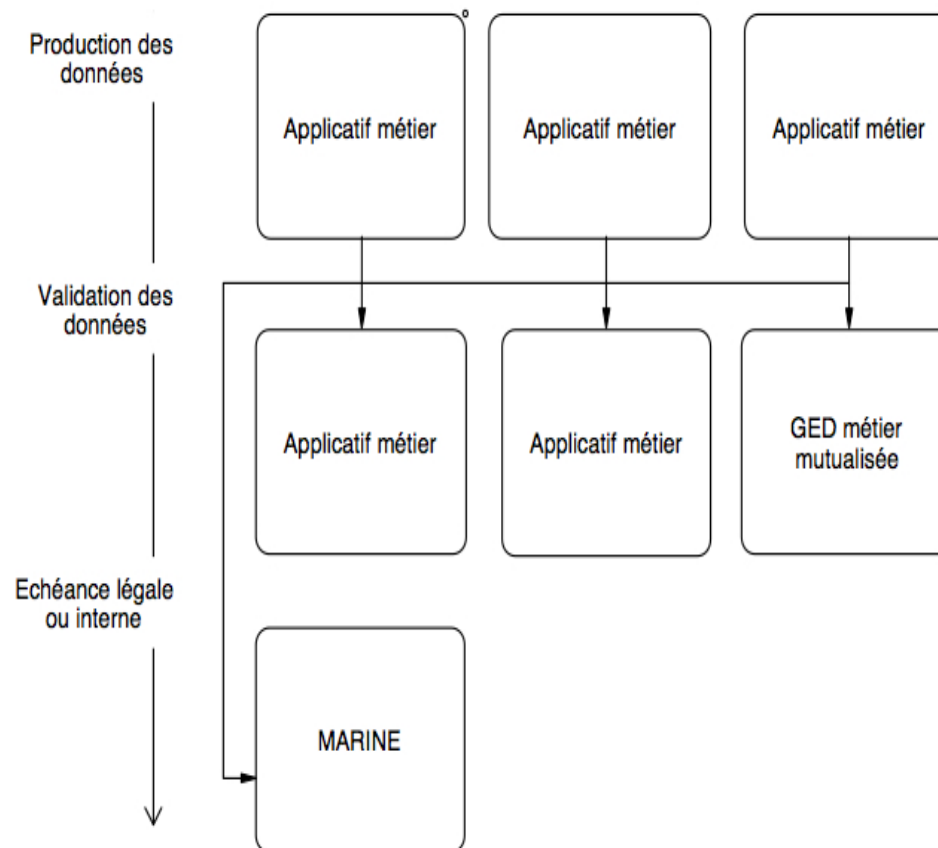 Production des
données
Applicatif métier
Applicatif métier
Applicatif métier
Validation des
données
Applicatif métier
Applicatif métier
GED métier
mutualisée
Echéance légale
ou interne
MARINE